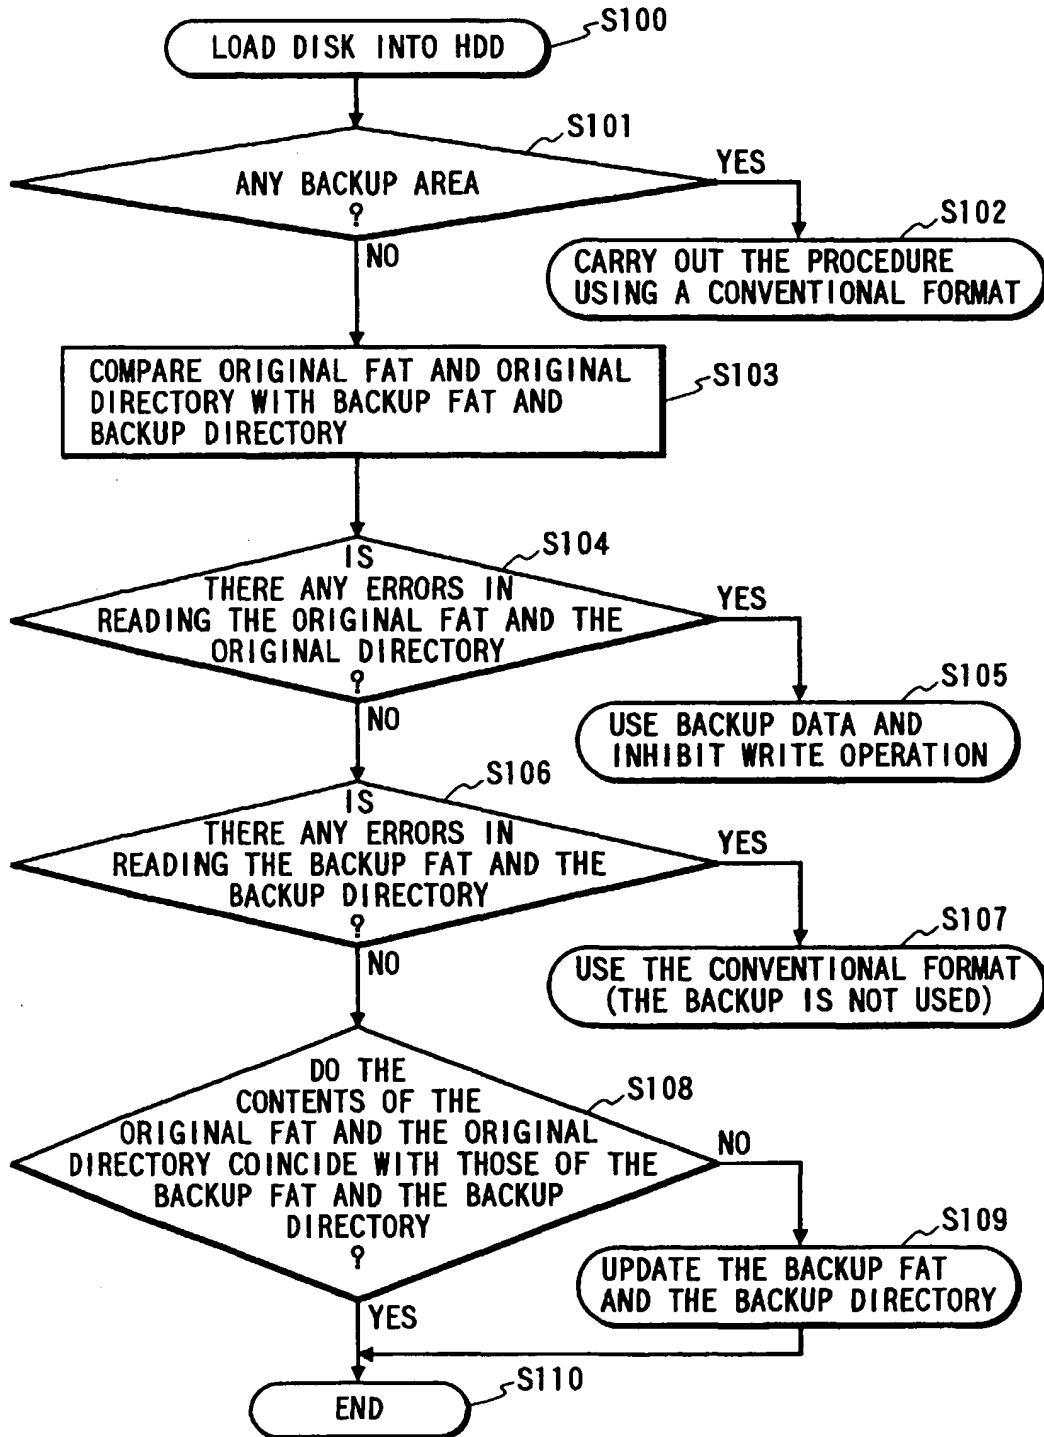 LOAD DISK INTO HDD
S100
S101
ANY BACKUP AREA
?
YES
NO
S102
CARRY OUT THE PROCEDURE
USING A CONVENTIONAL FORMAT
COMPARE ORIGINAL FAT AND ORIGINAL
DIRECTORY WITH BACKUP FAT AND
BACKUP DIRECTORY
S103
S104
IS
THERE ANY ERRORS IN
READING THE ORIGINAL FAT AND THE
ORIGINAL DIRECTORY
?
YES
NO
S105
USE BACKUP DATA AND
INHIBIT WRITE OPERATION
S106
IS
THERE ANY ERRORS IN
READING THE BACKUP FAT AND THE
BACKUP DIRECTORY
?
YES
NO
S107
USE THE CONVENTIONAL FORMAT
(THE BACKUP IS NOT USED)
S108
DO THE
CONTENTS OF THE
ORIGINAL FAT AND THE ORIGINAL
DIRECTORY COINCIDE WITH THOSE OF THE
BACKUP FAT AND THE BACKUP
DIRECTORY
?
NO
YES
S109
UPDATE THE BACKUP FAT
AND THE BACKUP DIRECTORY
S110
END